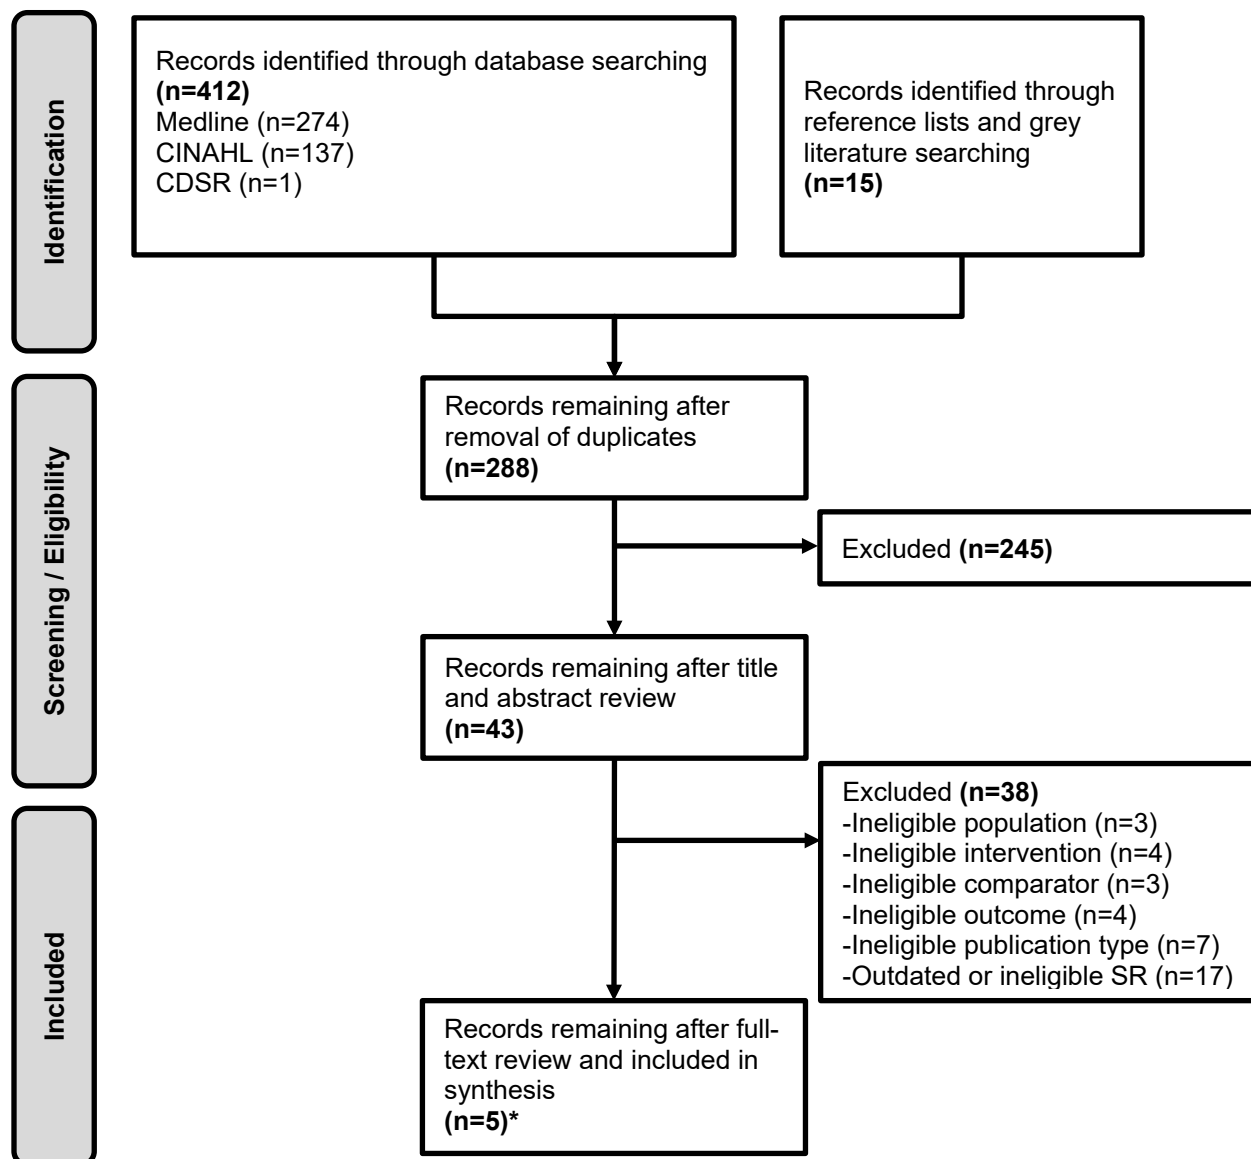 Identification
Records identified through database searching
(n=412)
Medline (n=274)
CINAHL (n=137)
CDSR (n=1)
Records identified through
reference lists and grey
literature searching
(n=15)
Screening / Eligibility
Records remaining after
removal of duplicates
(n=288)
Excluded (n=245)
Records remaining after title
and abstract review
(n=43)
Excluded (n=38)
-Ineligible population (n=3)
-Ineligible intervention (n=4)
-Ineligible comparator (n=3)
-Ineligible outcome (n=4)
-Ineligible publication type (n=7)
-Outdated or ineligible SR (n=17)
Included
Records remaining after full-
text review and included in
synthesis
(n=5)*